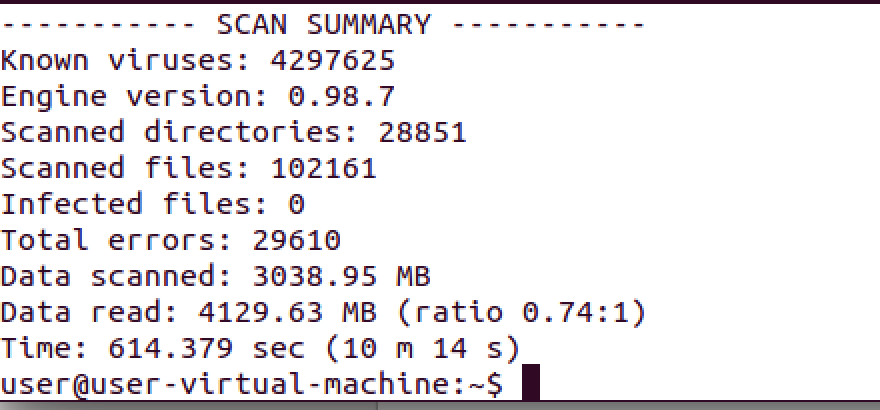 ----------- SCAN SUMMARY -----------
Known viruses: 4297625
Engine version: 0.98.7
Scanned directories: 28851
Scanned files: 102161
Infected files: 0
Total errors: 29610
Data scanned: 3038.95 MB
Data read: 4129.63 MB (ratio 0.74:1)
Time: 614.379 sec (10 m 14 s)
user@user-virtual-machine:~$